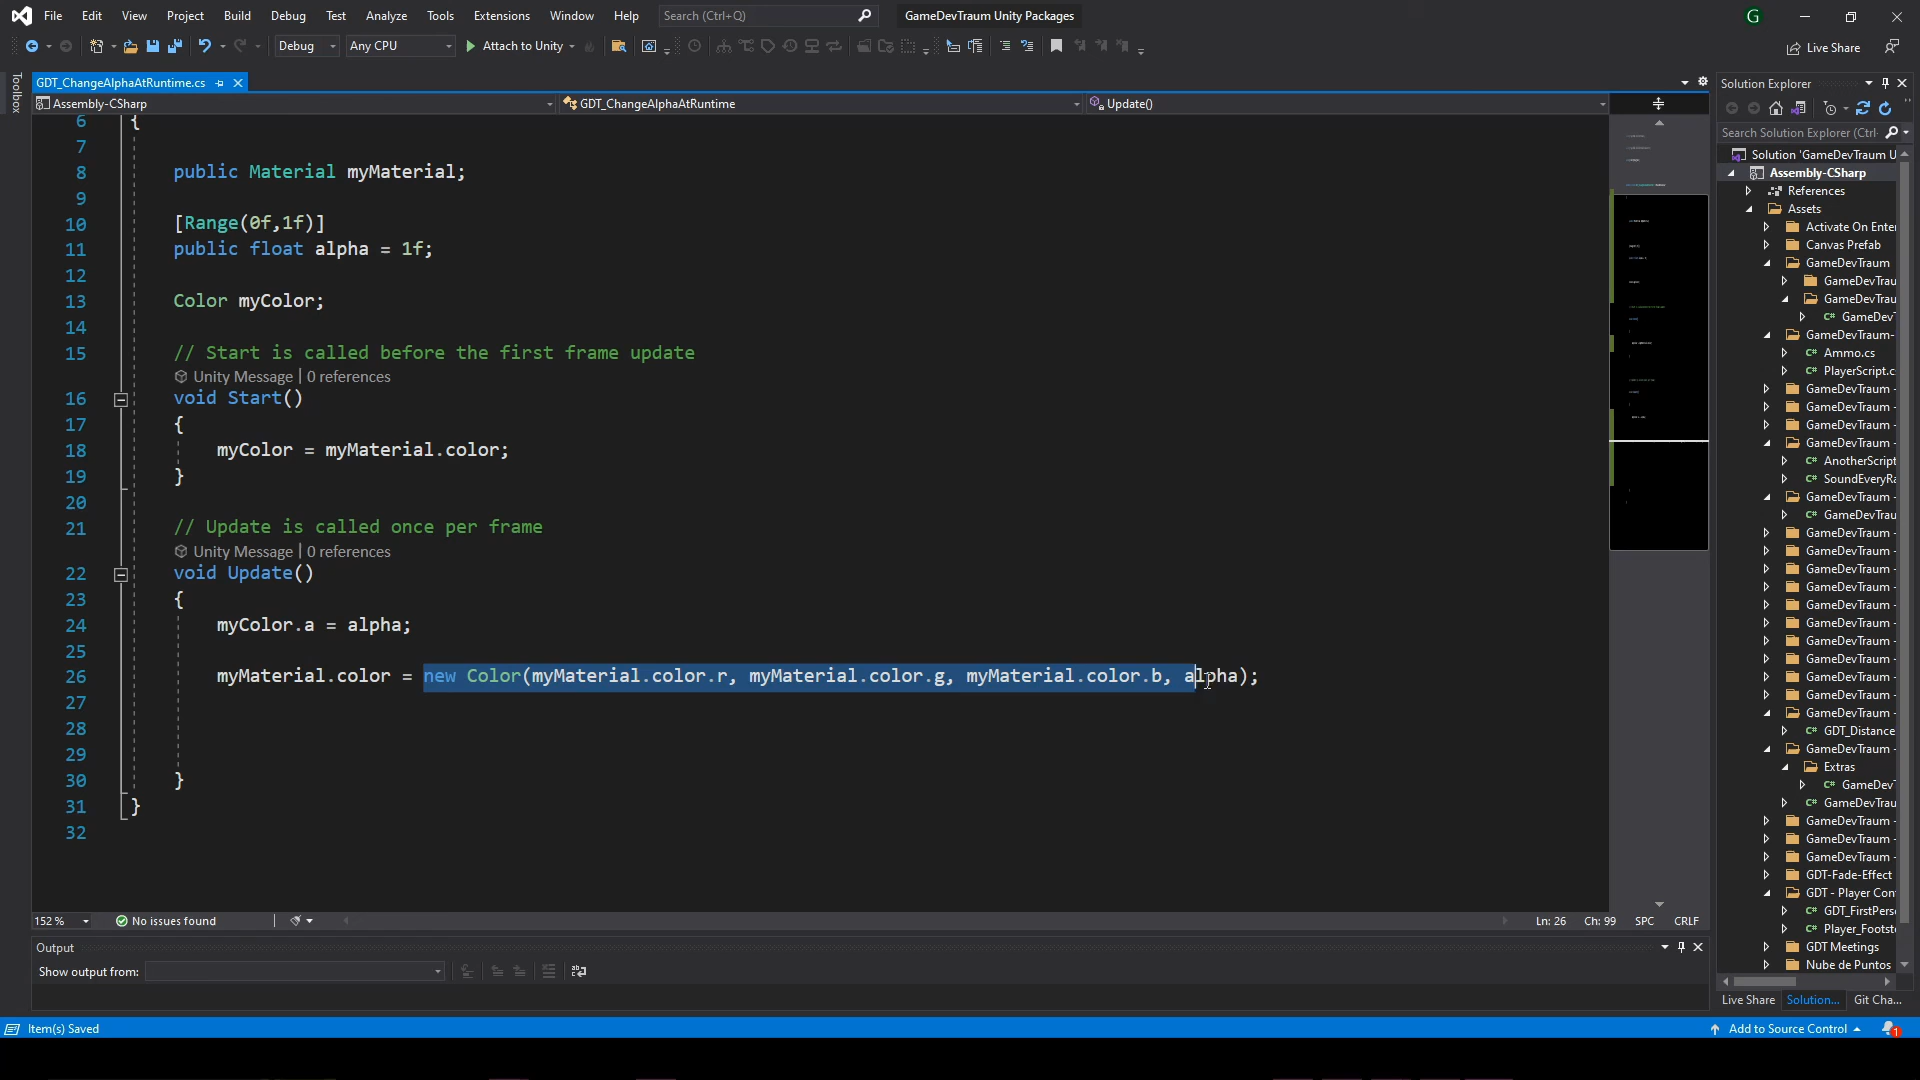 File Edit View Project Build Debug Test Analyze Tools Extensions Window Help Search (Ctrl+Q) GameDevTraum Unity Packages G
Debug Any CPU Attach to Unity Live Share
Toolbox
GDT_ChangeAlphaAtRuntime.cs
Assembly-CSharp GDT_ChangeAlphaAtRuntime Update()
6 {
7
8 public Material myMaterial;
9
10 [Range(0f,1f)]
11 public float alpha = 1f;
12
13 Color myColor;
14
15 // Start is called before the first frame update
Unity Message | 0 references
16 void Start()
17 {
18 myColor = myMaterial.color;
19 }
20
21 // Update is called once per frame
Unity Message | 0 references
22 void Update()
23 {
24 myColor.a = alpha;
25
26 myMaterial.color = new Color(myMaterial.color.r, myMaterial.color.g, myMaterial.color.b, alpha);
27
28
29
30 }
31 }
32
152 % No issues found Ln: 26 Ch: 99 SPC CRLF
Output
Show output from:
Item(s) Saved
Solution Explorer
Search Solution Explorer (Ctrl
Solution 'GameDevTraum U
Assembly-CSharp
References
Assets
Activate On Enter
Canvas Prefab
GameDevTraum
GameDevTrau
GameDevTrau
C# GameDevT
GameDevTraum-
C# Ammo.cs
C# PlayerScript.c
GameDevTraum -
GameDevTraum -
GameDevTraum -
GameDevTraum -
C# AnotherScript
C# SoundEveryRa
GameDevTraum -
C# GameDevTrau
GameDevTraum -
GameDevTraum -
GameDevTraum -
GameDevTraum -
GameDevTraum -
GameDevTraum -
GameDevTraum -
GameDevTraum -
GameDevTraum -
GameDevTraum -
GameDevTraum -
C# GDT_Distance
GameDevTraum -
Extras
C# GameDevT
C# GameDevTrau
GameDevTraum -
GameDevTraum -
GameDevTraum -
GDT-Fade-Effect
GDT - Player Con
C# GDT_FirstPers
C# Player_Footste
GDT Meetings
Nube de Puntos
Live Share Solution... Git Cha...
Add to Source Control 1